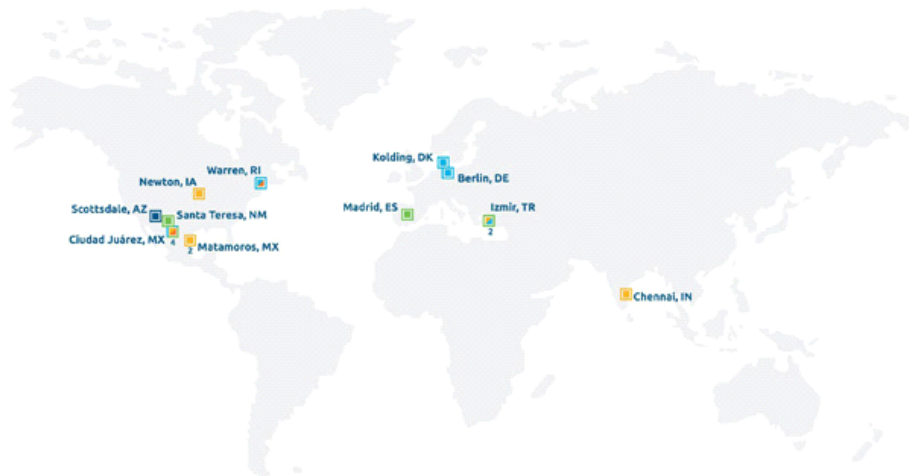 Kolding, DK
Warren, RI
Berlin, DE
Newton, IA
Scottsdale, AZ
Santa Teresa, NM
Madrid, ES
Izmir, TR
2
Ciudad Juárez, MX
4
2
Matamoros, MX
Chennai, IN